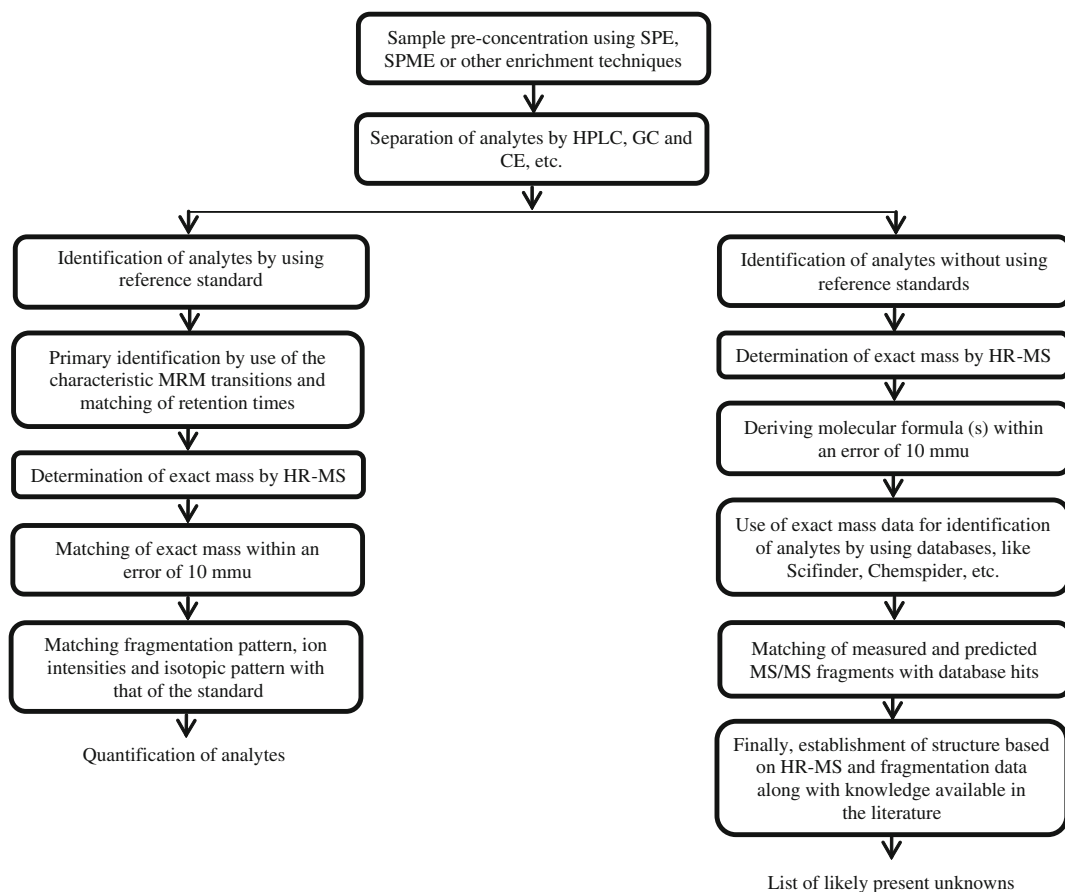 Sample pre-concentration using SPE,
SPME or other enrichment techniques
Separation of analytes by HPLC, GC and
CE, etc.
Identification of analytes by using
reference standard
Primary identification by use of the
characteristic MRM transitions and
matching of retention times
Determination of exact mass by HR-MS
Matching of exact mass within an
error of 10 mmu
Matching fragmentation pattern, ion
intensities and isotopic pattern with
that of the standard
Quantification of analytes
Identification of analytes without using
reference standards
Determination of exact mass by HR-MS
Deriving molecular formula (s) within
an error of 10 mmu
Use of exact mass data for identification
of analytes by using databases, like
Scifinder, Chemspider, etc.
Matching of measured and predicted
MS/MS fragments with database hits
Finally, establishment of structure based
on HR-MS and fragmentation data
along with knowledge available in
the literature
List of likely present unknowns